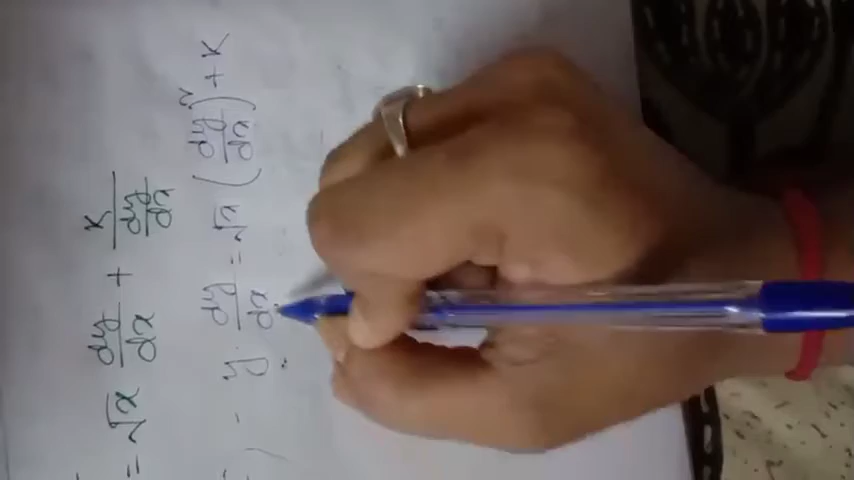 = √x dy/dx + K/(dy/dx)
) - y · dy/dx = √x (dy/dx)² + K